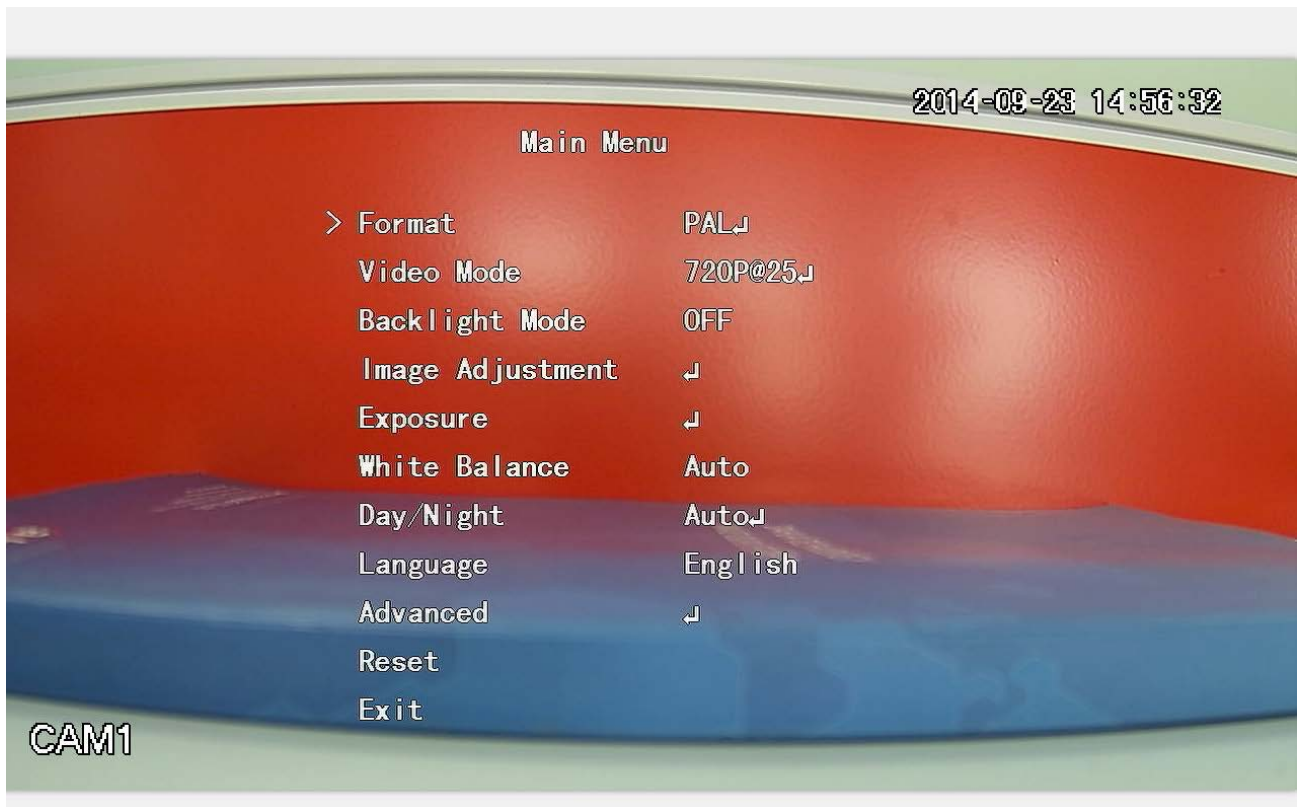 2014-09-23 14:56:32
Main Menu
> Format PAL↵
Video Mode 720P@25↵
Backlight Mode OFF
Image Adjustment ↵
Exposure ↵
White Balance Auto
Day/Night Auto↵
Language English
Advanced ↵
Reset
Exit
CAM1